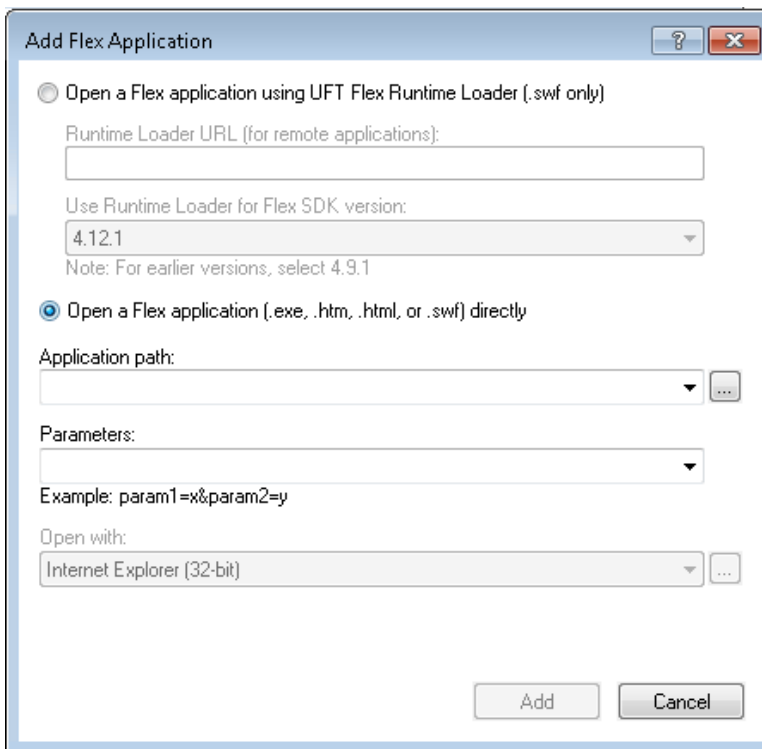 Add Flex Application
Open a Flex application using UFT Flex Runtime Loader (.swf only)
Runtime Loader URL (for remote applications):
Use Runtime Loader for Flex SDK version:
4.12.1
Note: For earlier versions, select 4.9.1
Open a Flex application (.exe, .htm, .html, or .swf) directly
Application path:
...
Parameters:
Example: param1=x&param2=y
Open with:
Internet Explorer (32-bit)
...
Add
Cancel